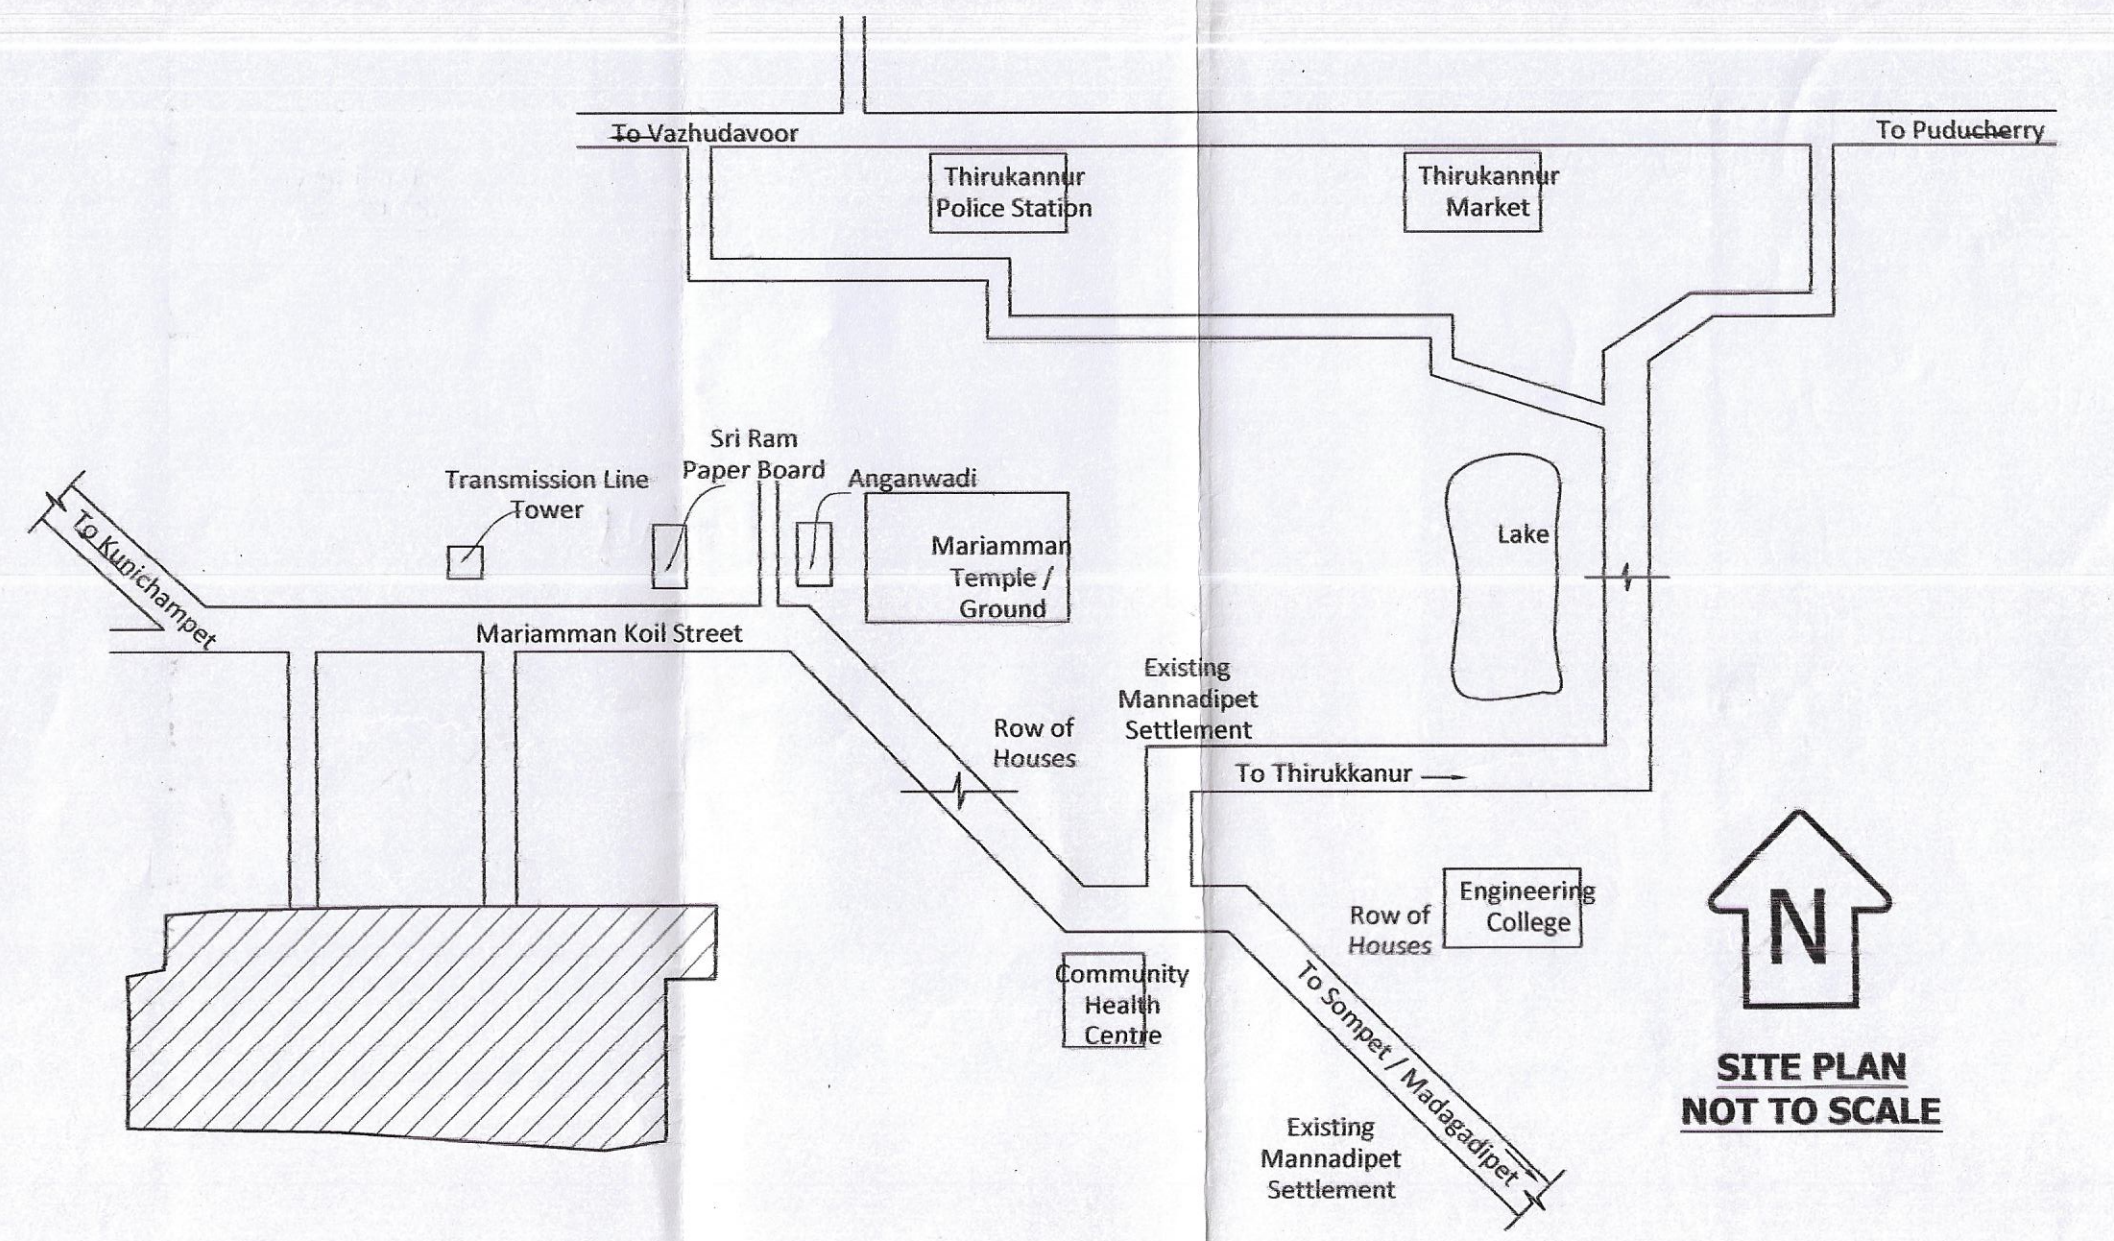 To Vazhudavoor
To Puducherry
Thirukannur
Police Station
Thirukannur
Market
Sri Ram
Paper Board
Transmission Line
Tower
Anganwadi
To Kunichampet
Mariamman
Temple /
Ground
Lake
Mariamman Koil Street
Existing
Mannadipet
Settlement
Row of
Houses
To Thirukkanur
Engineering
College
Row of
Houses
N
Community
Health
Centre
To Sompet / Madagadipet
SITE PLAN
NOT TO SCALE
Existing
Mannadipet
Settlement